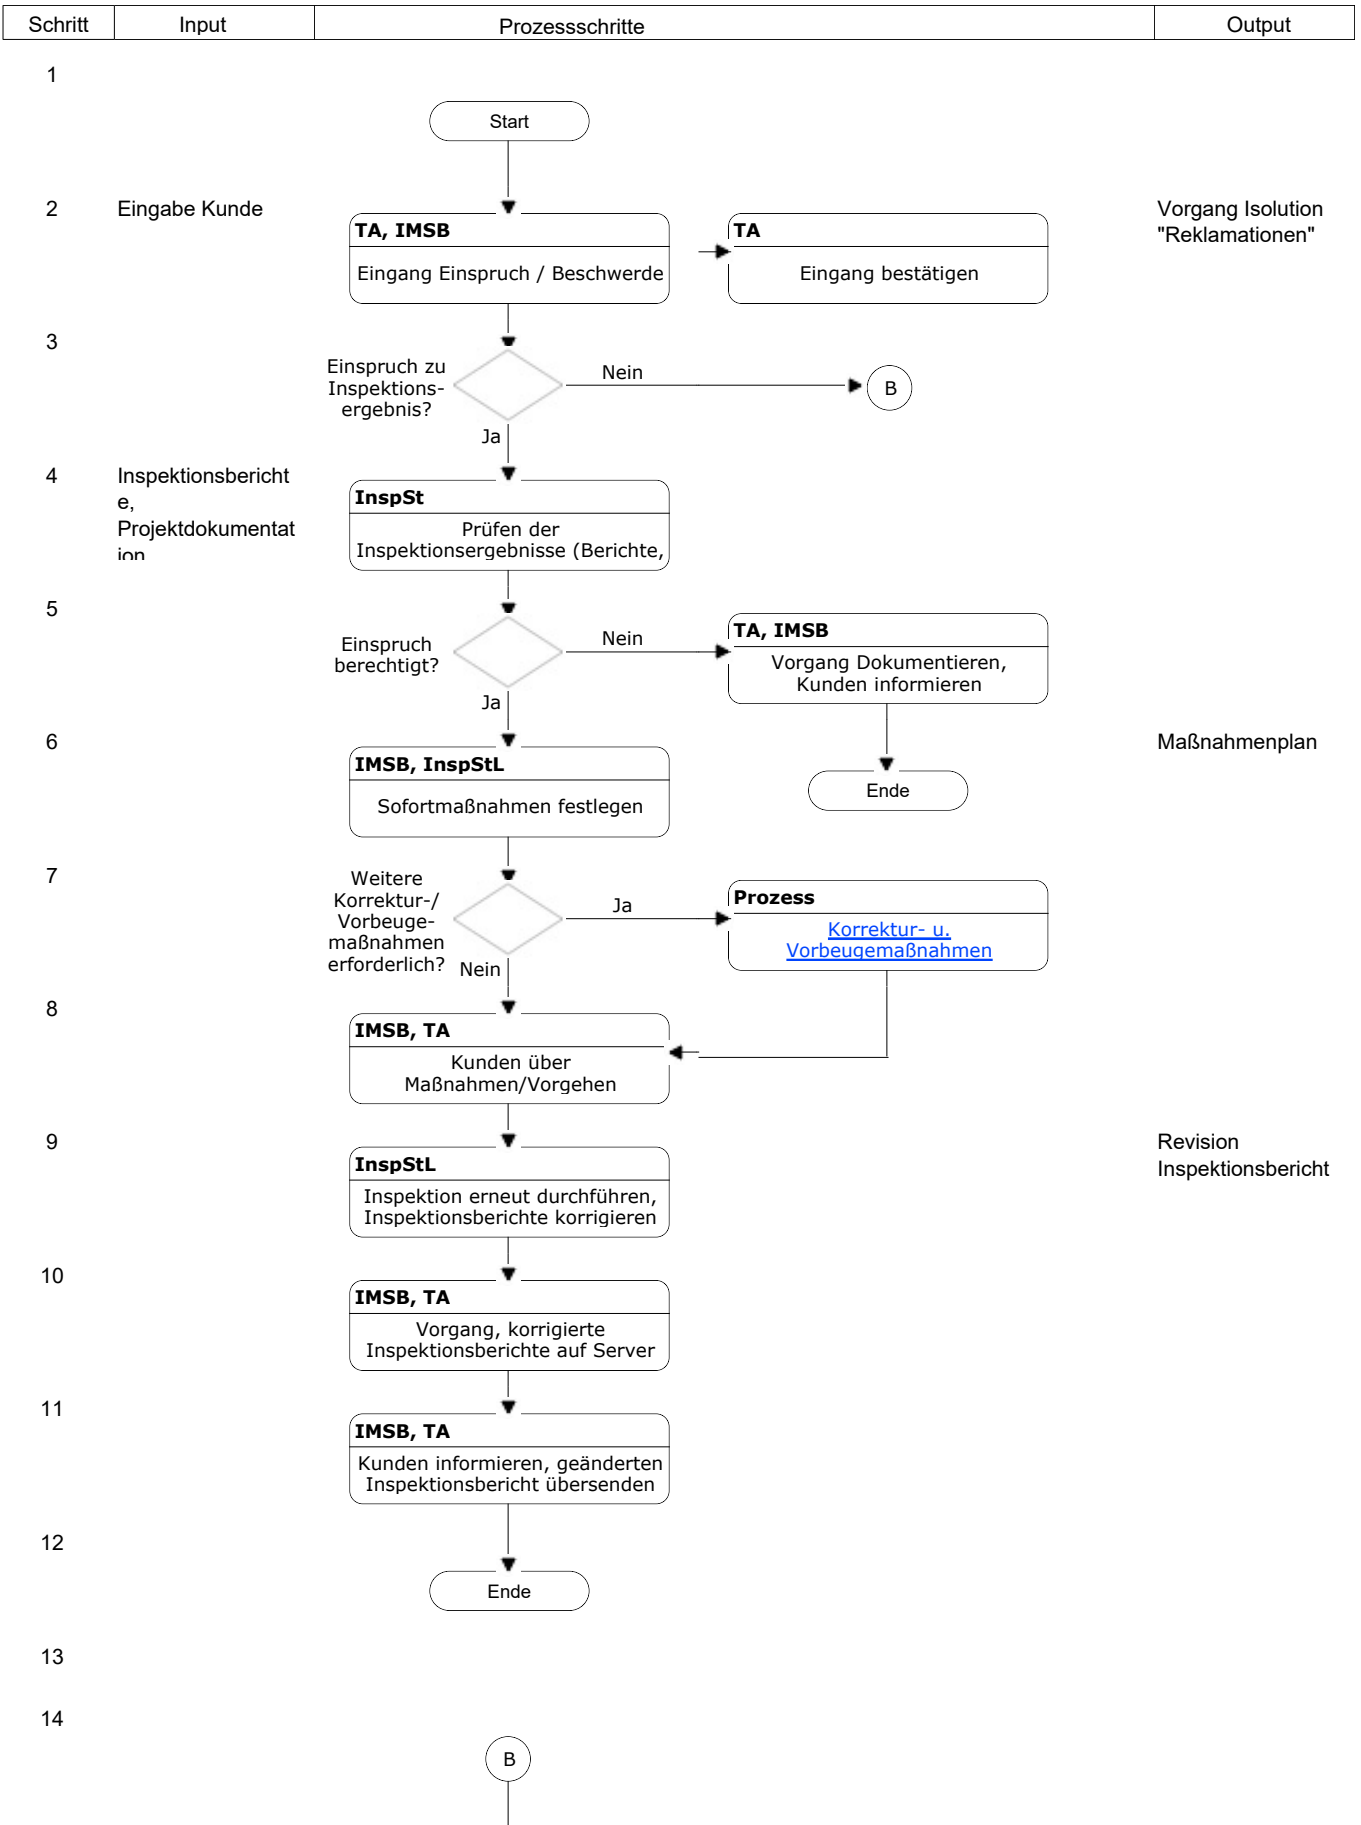 Schritt
Input
Prozessschritte
Output
1
Start
2
Eingabe Kunde
TA, IMSB
Eingang Einspruch / Beschwerde
TA
Eingang bestätigen
Vorgang Isolution
"Reklamationen"
3
Einspruch zu
Inspektions-
ergebnis?
Nein
B
Ja
4
Inspektionsbericht
e,
Projektdokumentat
ion
InspSt
Prüfen der
Inspektionsergebnisse (Berichte,
5
Einspruch
berechtigt?
Nein
TA, IMSB
Vorgang Dokumentieren,
Kunden informieren
Ja
6
IMSB, InspStL
Sofortmaßnahmen festlegen
Ende
Maßnahmenplan
7
Weitere
Korrektur-/
Vorbeuge-
maßnahmen
erforderlich?
Ja
Prozess
Korrektur- u.
Vorbeugemaßnahmen
Nein
8
IMSB, TA
Kunden über
Maßnahmen/Vorgehen
9
InspStL
Inspektion erneut durchführen,
Inspektionsberichte korrigieren
Revision
Inspektionsbericht
10
IMSB, TA
Vorgang, korrigierte
Inspektionsberichte auf Server
11
IMSB, TA
Kunden informieren, geänderten
Inspektionsbericht übersenden
12
Ende
13
14
B